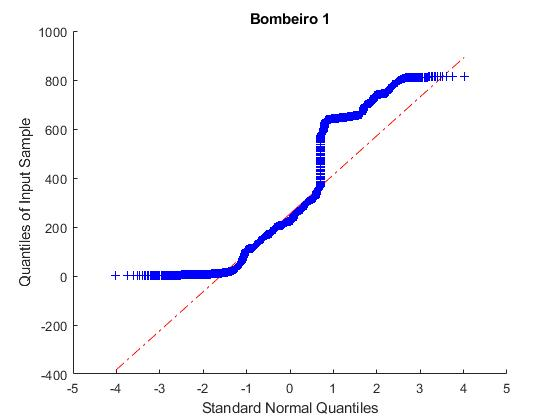 Bombeiro 1
1000
800
600
400
200
0
-200
-400
Quantiles of Input Sample
-5 -4 -3 -2 -1 0 1 2 3 4 5
Standard Normal Quantiles